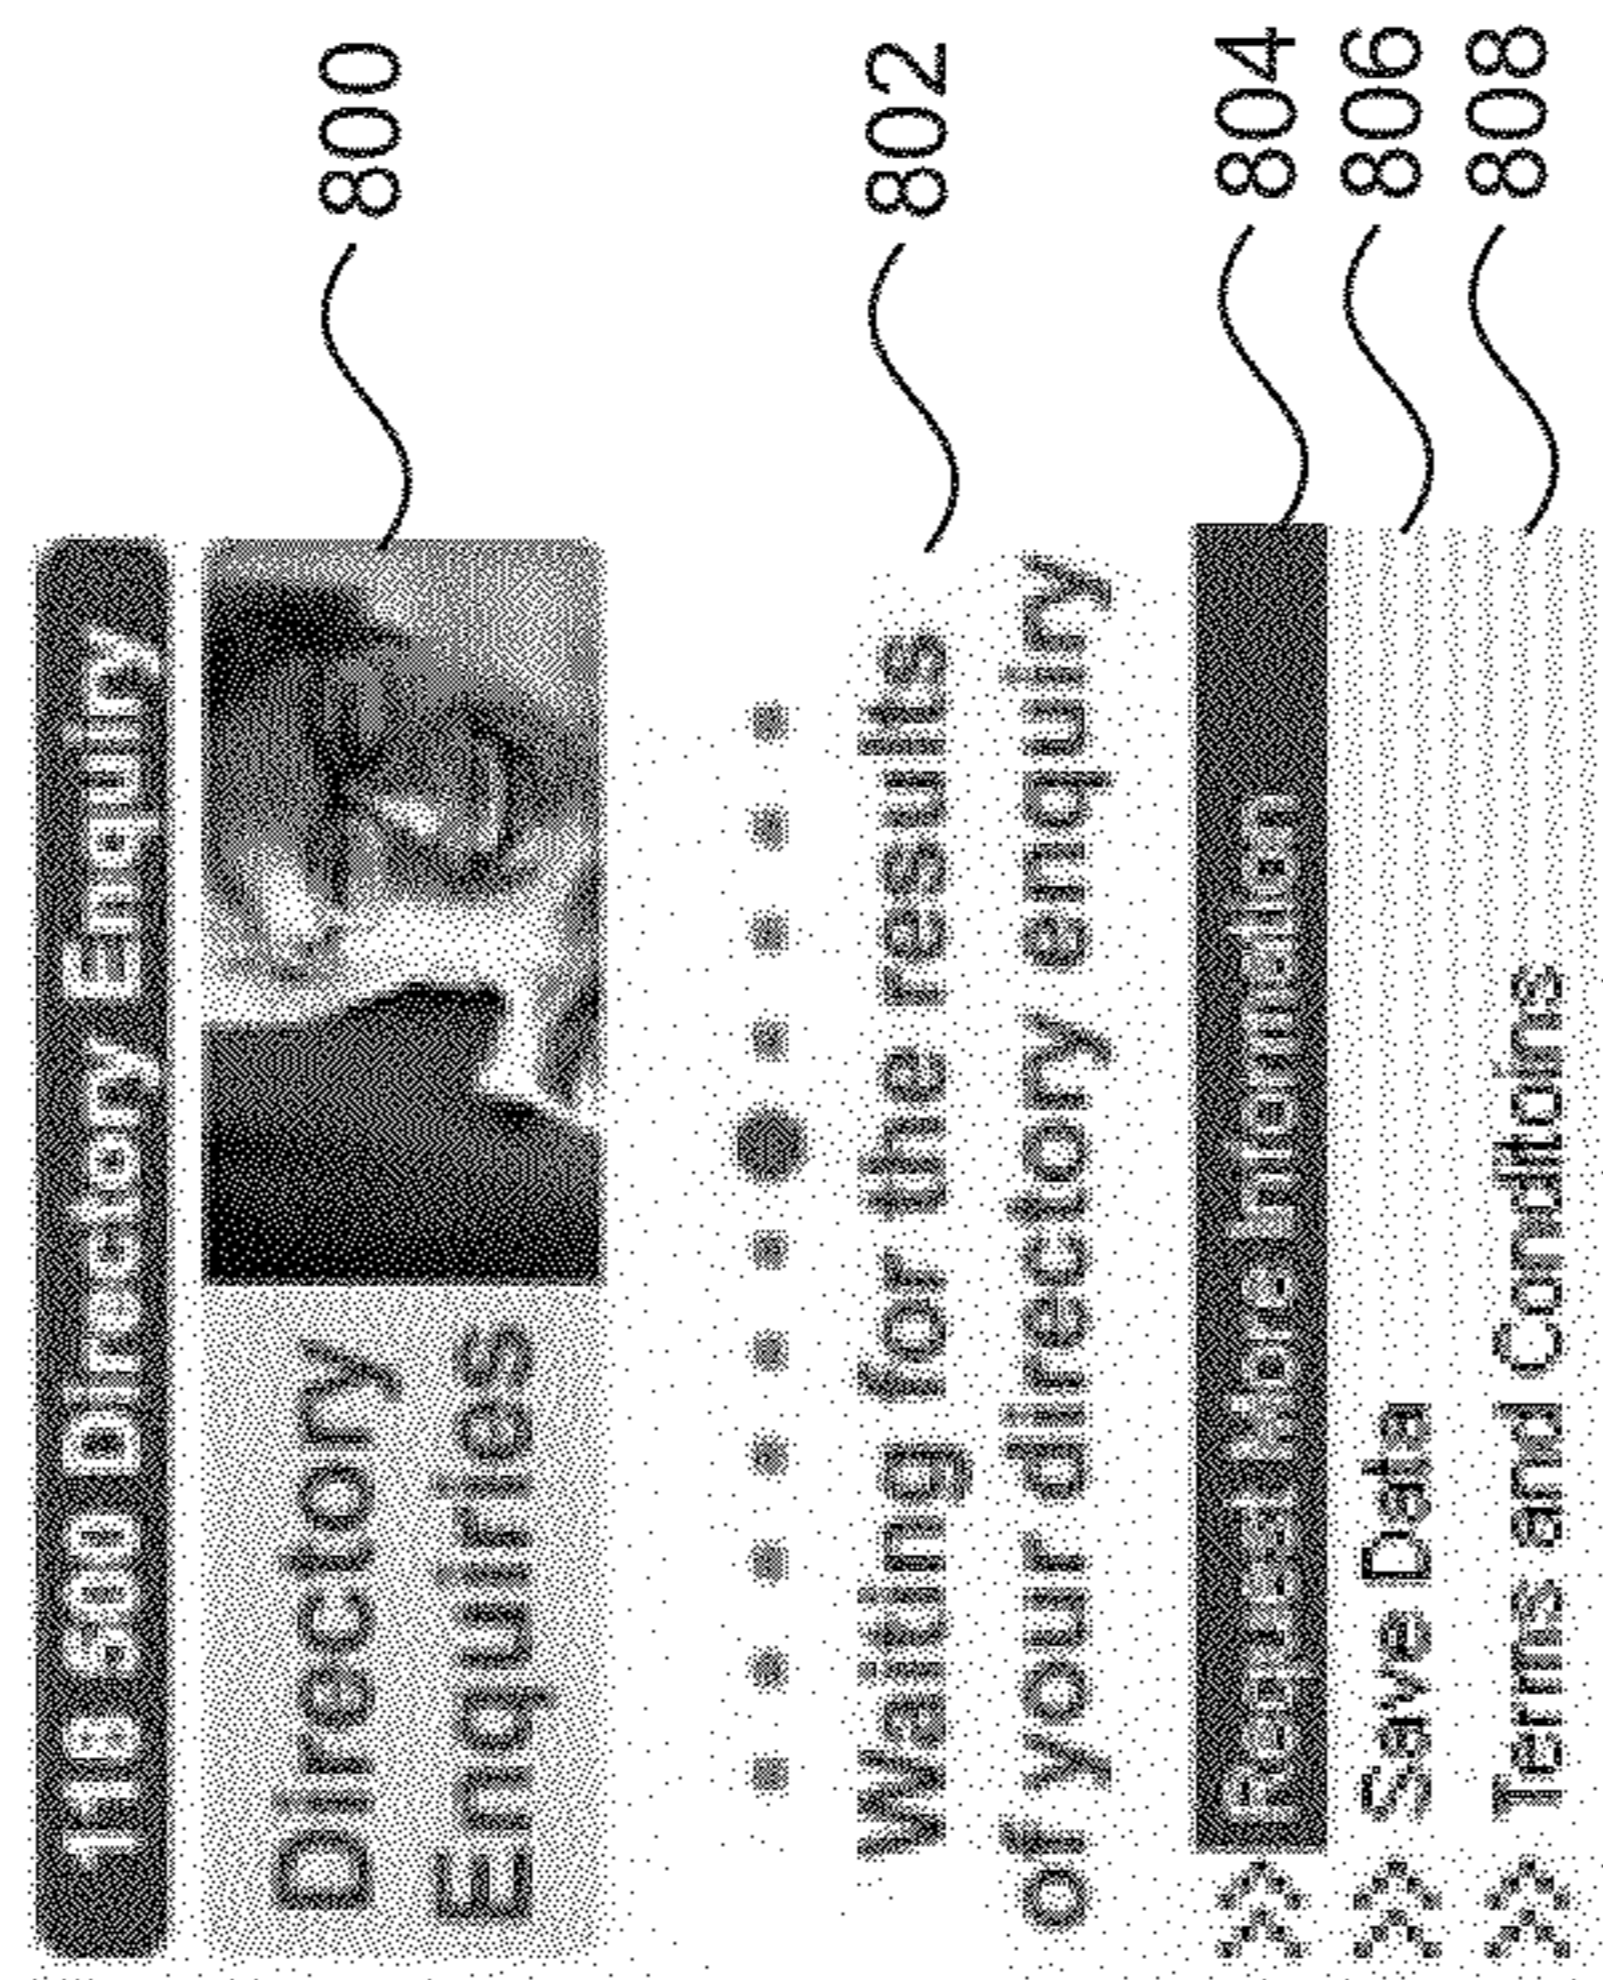 118 500 Directory Enquiry
Directory
Enquiries
800
Waiting for the results
of your directory enquiry
802
Request More Information
804
Save Data
806
Terms and Conditions
808